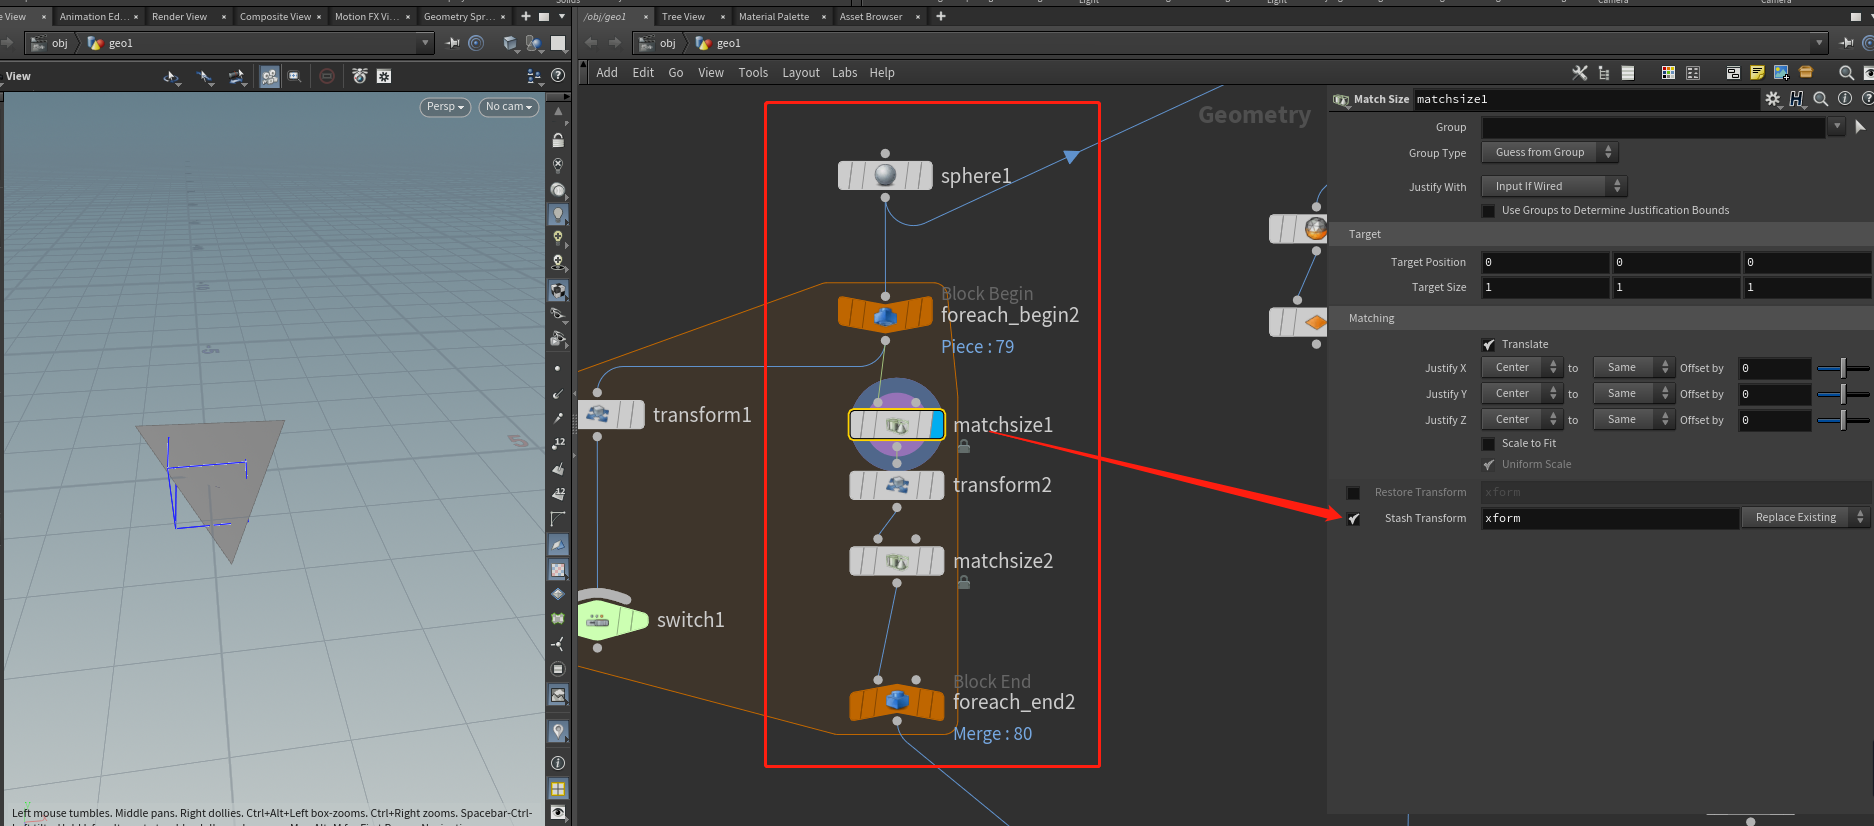 e View
Animation Ed...
Render View
Composite View
Motion FX Vi...
Geometry Spr...
/obj/geo1
Tree View
Material Palette
Asset Browser
obj
geo1
obj
geo1
View
Add Edit Go View Tools Layout Labs Help
Persp
No cam
Geometry
sphere1
Block Begin
foreach_begin2
Piece : 79
transform1
matchsize1
transform2
matchsize2
switch1
Block End
foreach_end2
Merge : 80
5
12
12
Match Size matchsize1
Group
Group Type Guess from Group
Justify With Input If Wired
Use Groups to Determine Justification Bounds
Target
Target Position 0 0 0
Target Size 1 1 1
Matching
Translate
Justify X Center to Same Offset by 0
Justify Y Center to Same Offset by 0
Justify Z Center to Same Offset by 0
Scale to Fit
Uniform Scale
Restore Transform xform
Stash Transform xform Replace Existing
Left mouse tumbles. Middle pans. Right dollies. Ctrl+Alt+Left box-zooms. Ctrl+Right zooms. Spacebar-Ctrl-